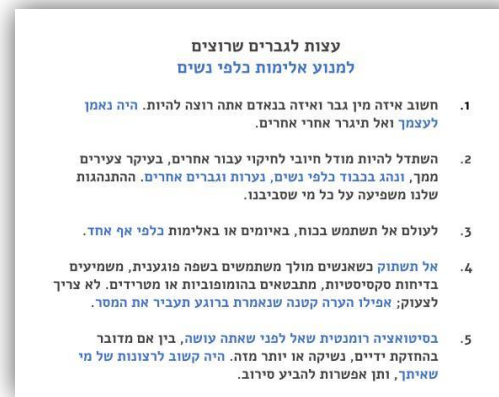 עצות לגברים שרוצים
למנוע אלימות כלפי נשים
1. חשוב איזה מין גבר ואיזה בנאדם אתה רוצה להיות. היה נאמן
לעצמך ואל תיגרר אחרי אחרים.
2. השתדל להיות מודל חיובי לחיקוי עבור אחרים, בעיקר צעירים
ממך, ונהג בכבוד כלפי נשים, נערות וגברים אחרים. ההתנהגות
שלנו משפיעה על כל מי שסביבנו.
3. לעולם אל תשתמש בכוח, באיומים או באלימות כלפי אף אחד.
4. אל תשתוק כשאנשים מולך משתמשים בשפה פוגענית, משמיעים
בדיחות סקסיסטיות, מתבטאים בהומופוביות או מטרידים. לא צריך
לצעוק; אפילו הערה קטנה שנאמרת ברוגע תעביר את המסר.
5. בסיטואציה רומנטית שאל לפני שאתה עושה, בין אם מדובר
בהחזקת ידיים, נשיקה או יותר מזה. היה קשוב לרצונות של מי
שאיתך, ותן אפשרות להביע סירוב.